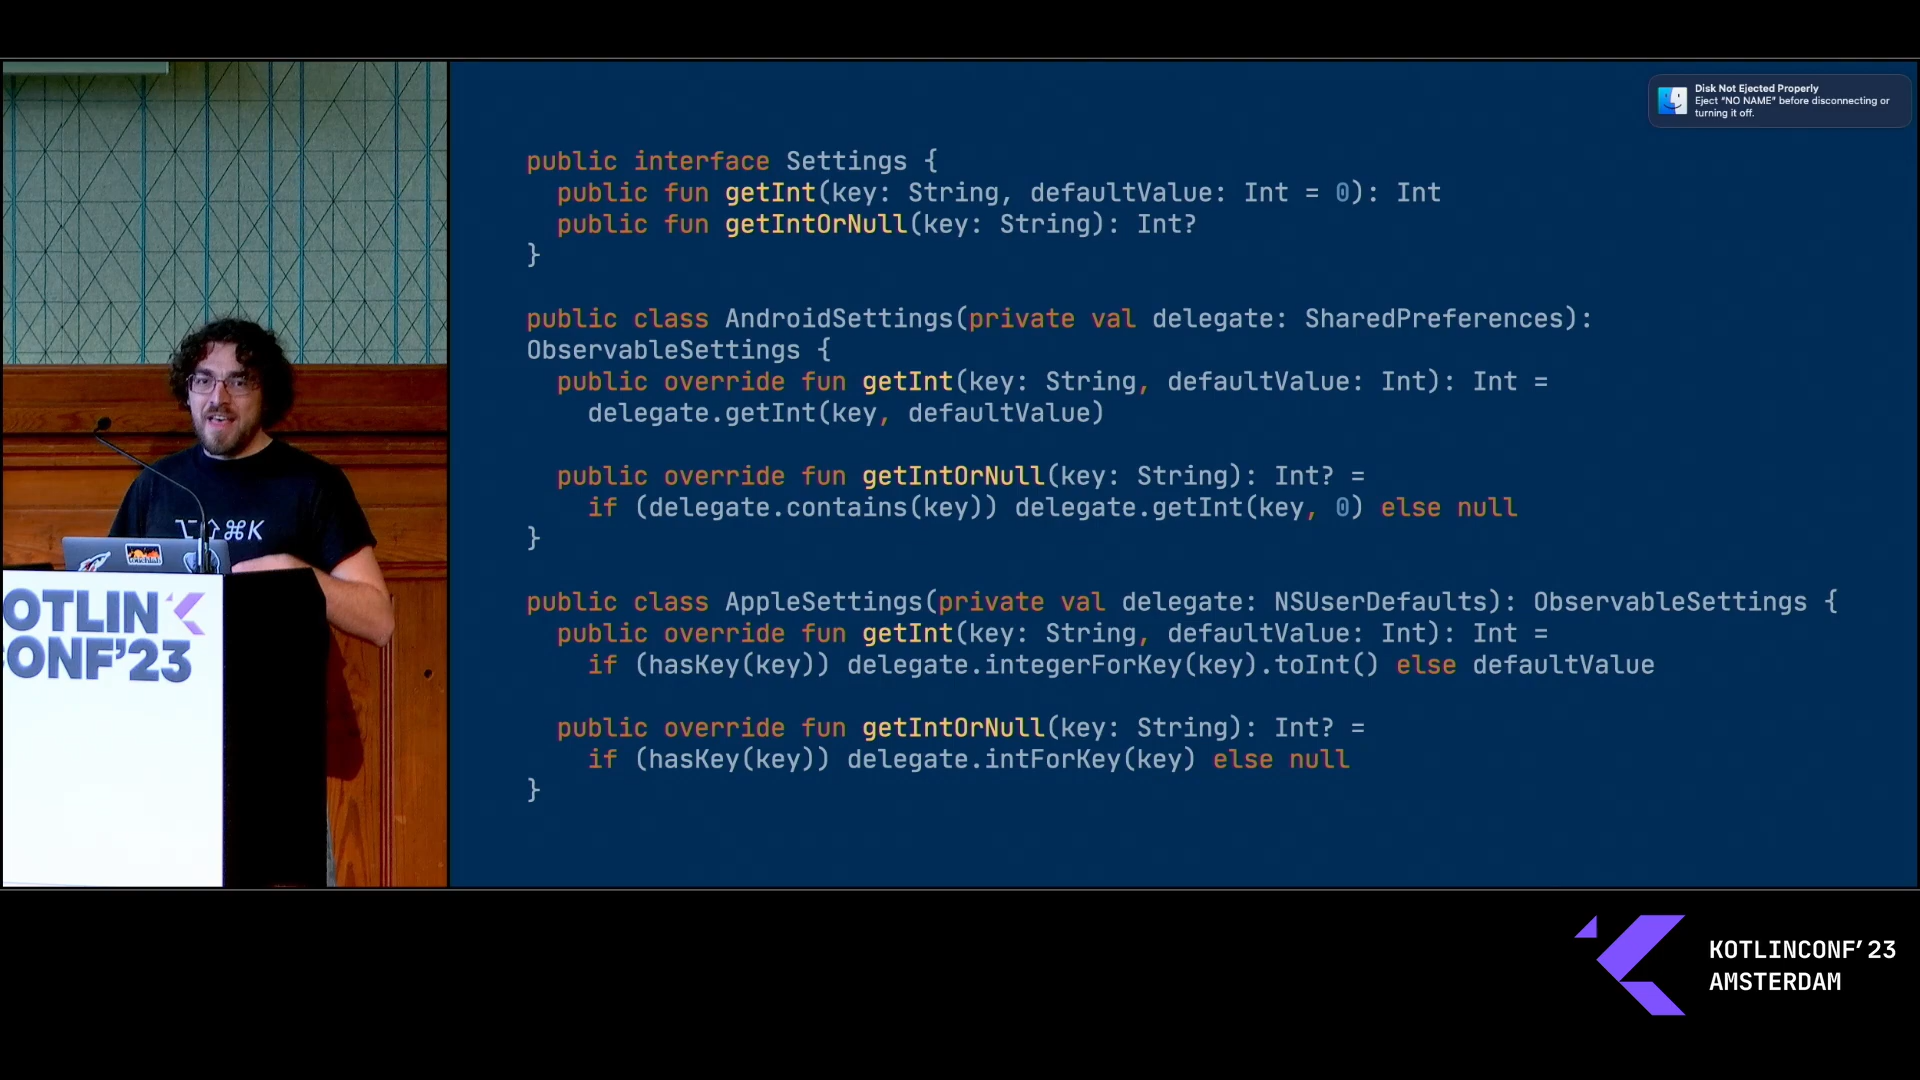 Disk Not Ejected Properly
Eject "NO NAME" before disconnecting or
turning it off.
public interface Settings {
  public fun getInt(key: String, defaultValue: Int = 0): Int
  public fun getIntOrNull(key: String): Int?
}
public class AndroidSettings(private val delegate: SharedPreferences):
ObservableSettings {
  public override fun getInt(key: String, defaultValue: Int): Int =
    delegate.getInt(key, defaultValue)
  public override fun getIntOrNull(key: String): Int? =
    if (delegate.contains(key)) delegate.getInt(key, 0) else null
}
public class AppleSettings(private val delegate: NSUserDefaults): ObservableSettings {
  public override fun getInt(key: String, defaultValue: Int): Int =
    if (hasKey(key)) delegate.integerForKey(key).toInt() else defaultValue
  public override fun getIntOrNull(key: String): Int? =
    if (hasKey(key)) delegate.intForKey(key) else null
}
⌥⇧⌘K
touchlab
OTLIN
CONF'23
KOTLINCONF'23
AMSTERDAM